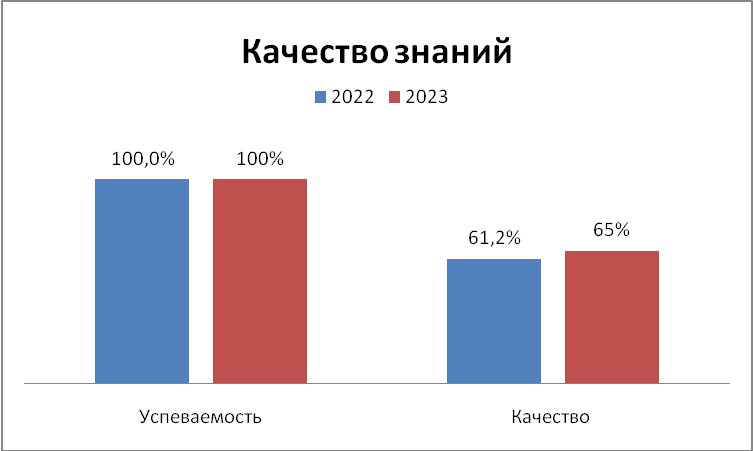 Качество знаний
2022 2023
100,0% 100%
61,2% 65%
Успеваемость Качество